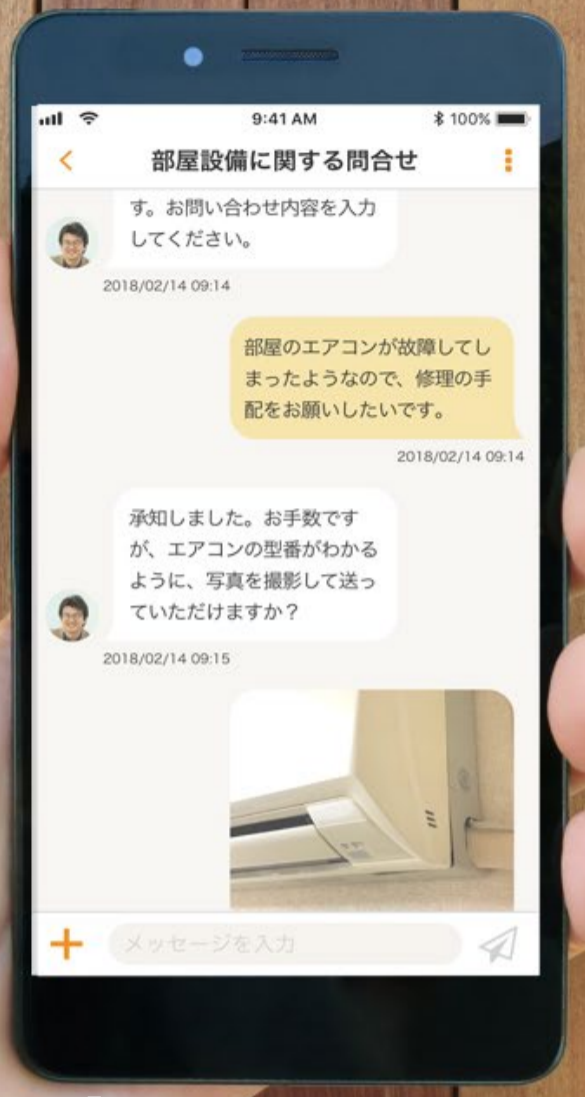 9:41 AM
100%
部屋設備に関する問合せ
す。お問い合わせ内容を入力
してください。
2018/02/14 09:14
部屋のエアコンが故障してし
まったようなので、修理の手
配をお願いしたいです。
2018/02/14 09:14
承知しました。お手数です
が、エアコンの型番がわかる
ように、写真を撮影して送っ
ていただけますか？
2018/02/14 09:15
メッセージを入力